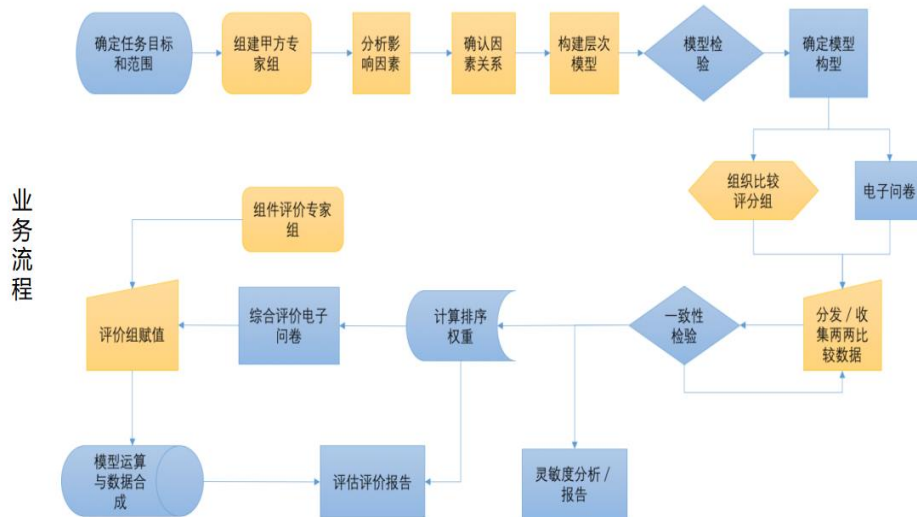 确定任务目标
和范围
组建甲方专
家组
分析影
响因素
确认因
素关系
构建层次
模型
模型检
验
确定模型
构型
组织比较
评分组
电子问卷
业
务
流
程
组件评价专家
组
评价组赋值
综合评价电子
问卷
计算排序
权重
一致性
检验
分发 / 收
集两两比
较数据
模型运算
与数据合
成
评估评价报告
灵敏度分析 /
报告